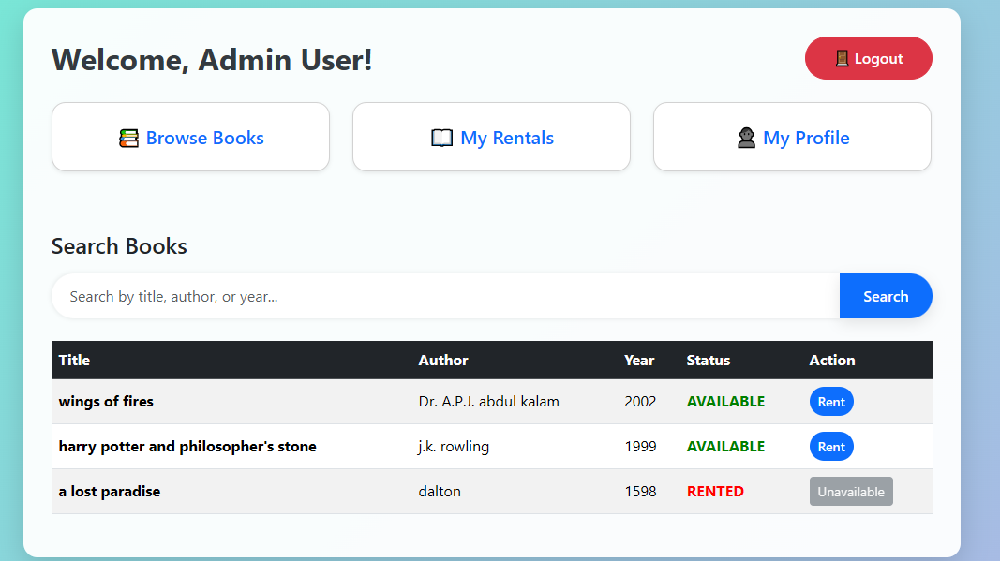 Welcome, Admin User!
Logout
Browse Books
My Rentals
My Profile
Search Books
Search by title, author, or year...
Search
Title Author Year Status Action
wings of fires Dr. A.P.J. abdul kalam 2002 AVAILABLE Rent
harry potter and philosopher's stone j.k. rowling 1999 AVAILABLE Rent
a lost paradise dalton 1598 RENTED Unavailable